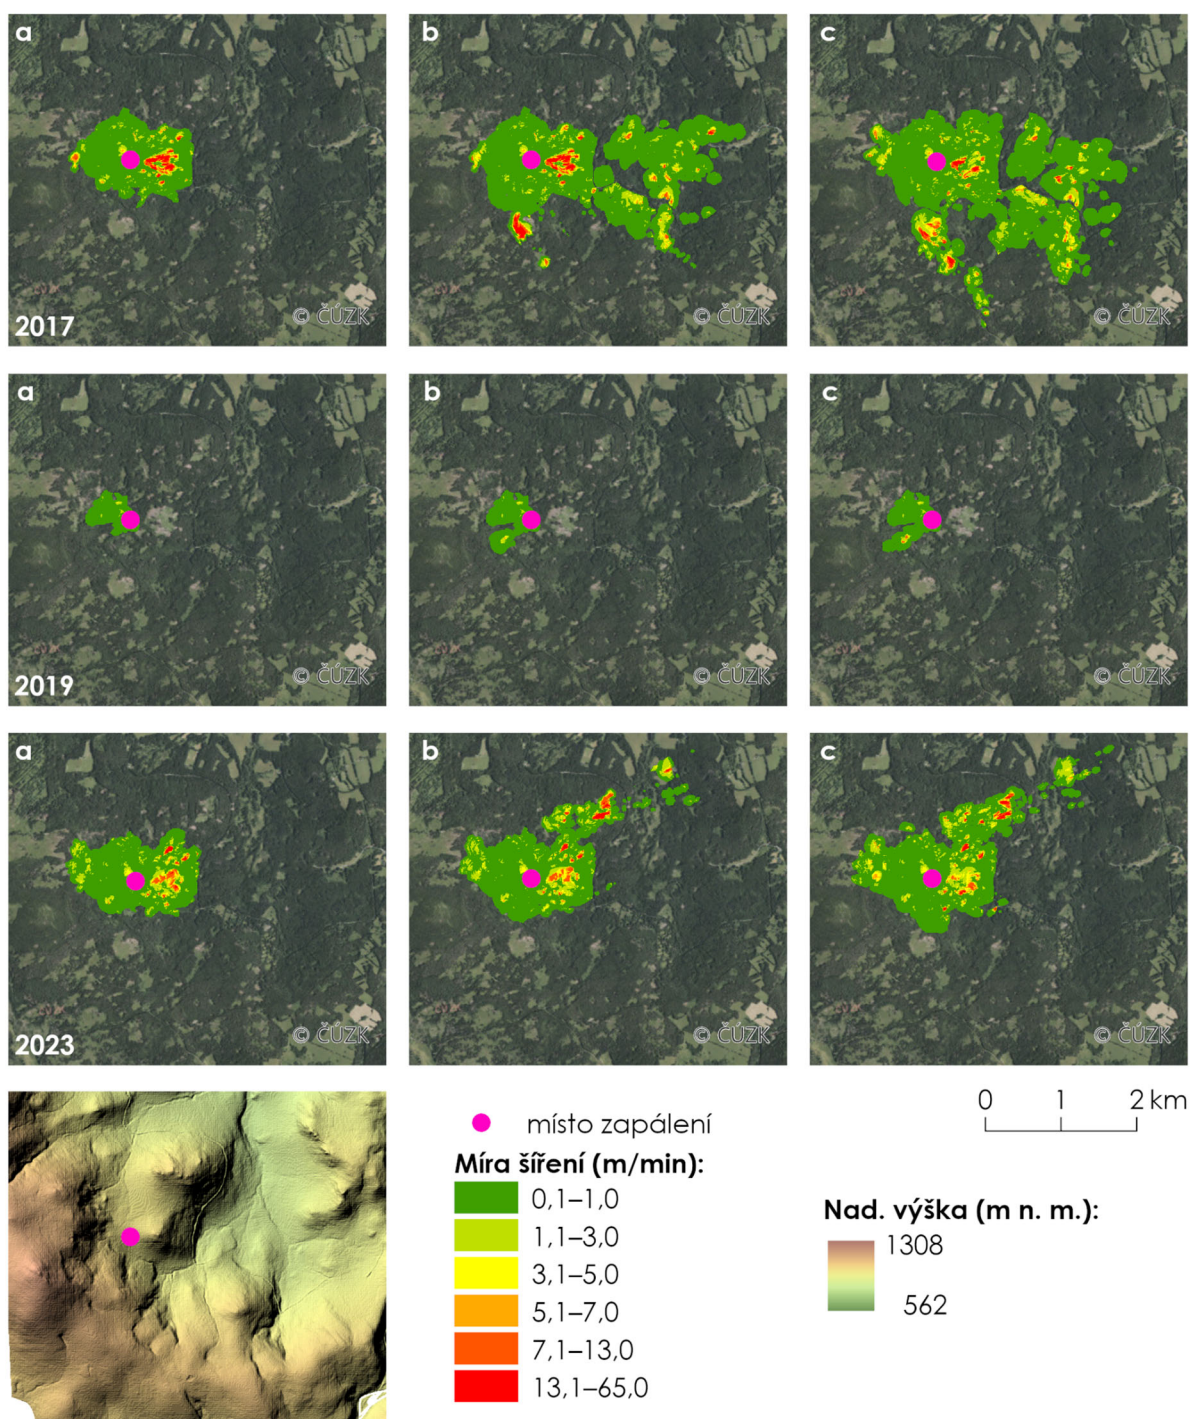 a
b
c
2017
© ČÚZK
© ČÚZK
© ČÚZK
a
b
c
2019
© ČÚZK
© ČÚZK
© ČÚZK
a
b
c
2023
© ČÚZK
© ČÚZK
© ČÚZK
místo zapálení
Míra šíření (m/min):
0,1–1,0
1,1–3,0
3,1–5,0
5,1–7,0
7,1–13,0
13,1–65,0
0 1 2 km
Nad. výška (m n. m.):
1308
562